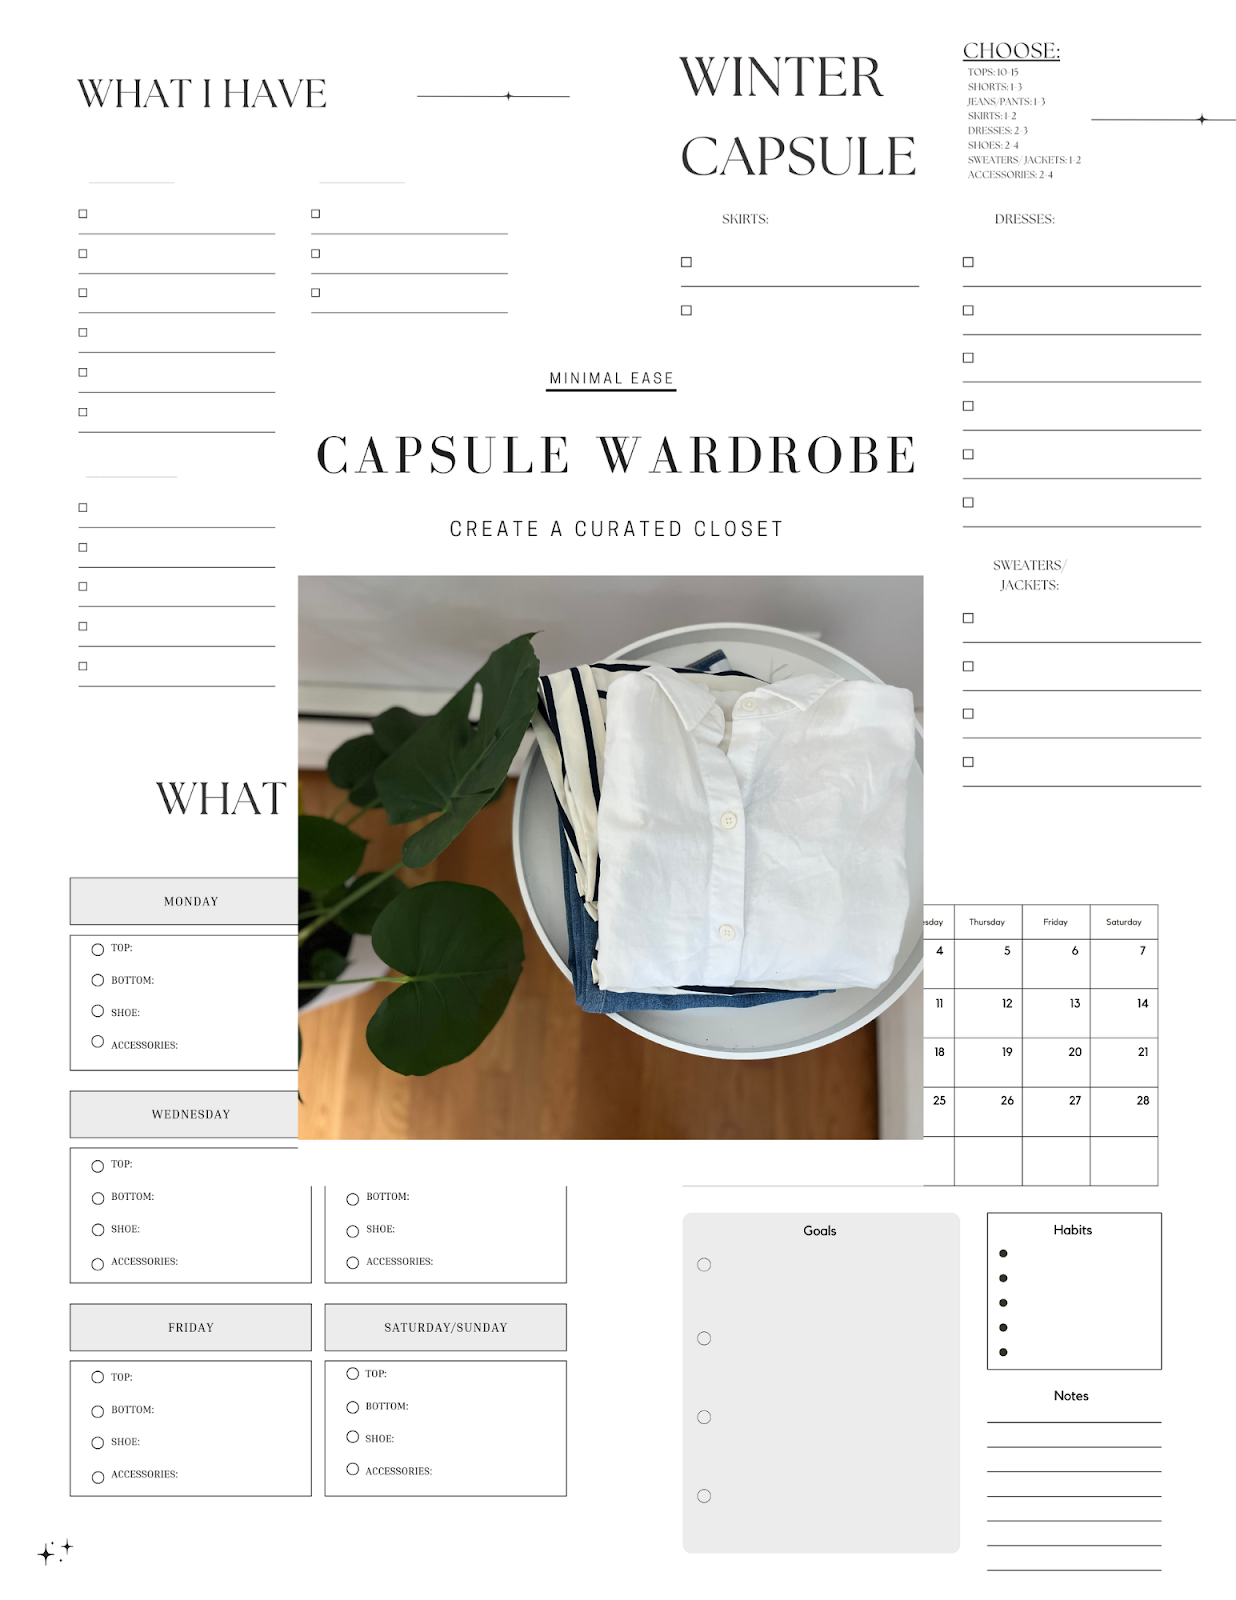 WHAT I HAVE
WINTER
CAPSULE
CHOOSE:
TOPS: 10-15
SHORTS: 1-3
JEANS/PANTS: 1-3
SKIRTS: 1-2
DRESSES: 2-3
SHOES: 2-4
SWEATERS/ JACKETS: 1-2
ACCESSORIES: 2-4
SKIRTS:
DRESSES:
MINIMAL EASE
CAPSULE WARDROBE
CREATE A CURATED CLOSET
SWEATERS/
JACKETS:
WHAT
MONDAY
TOP:
BOTTOM:
SHOE:
ACCESSORIES:
WEDNESDAY
TOP:
BOTTOM:
SHOE:
ACCESSORIES:
BOTTOM:
SHOE:
ACCESSORIES:
FRIDAY
TOP:
BOTTOM:
SHOE:
ACCESSORIES:
SATURDAY/SUNDAY
TOP:
BOTTOM:
SHOE:
ACCESSORIES:
sday Thursday Friday Saturday
4 5 6 7
11 12 13 14
18 19 20 21
25 26 27 28
Goals
Habits
Notes